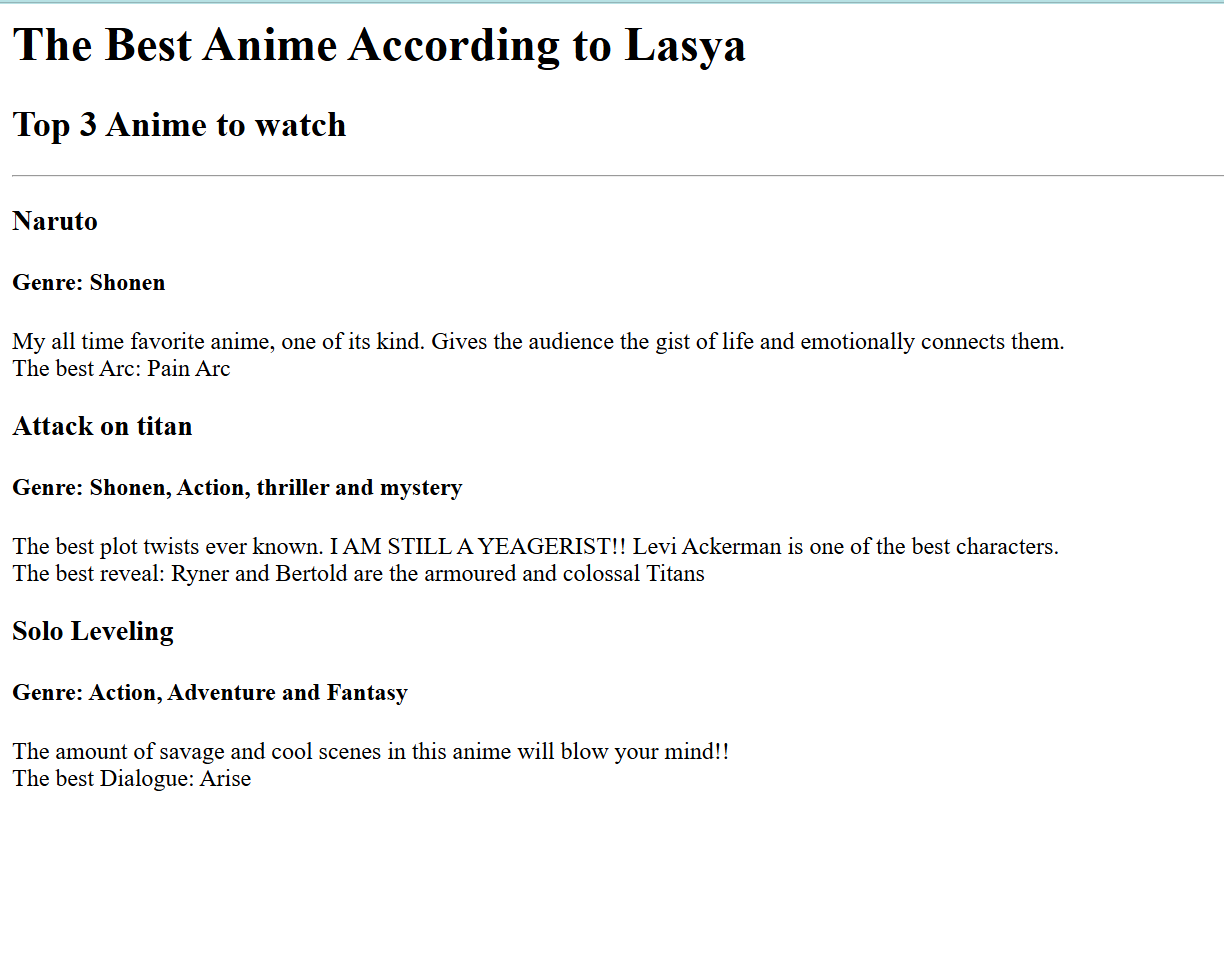 The Best Anime According to Lasya
Top 3 Anime to watch
Naruto
Genre: Shonen
My all time favorite anime, one of its kind. Gives the audience the gist of life and emotionally connects them.
The best Arc: Pain Arc
Attack on titan
Genre: Shonen, Action, thriller and mystery
The best plot twists ever known. I AM STILL A YEAGERIST!! Levi Ackerman is one of the best characters.
The best reveal: Ryner and Bertold are the armoured and colossal Titans
Solo Leveling
Genre: Action, Adventure and Fantasy
The amount of savage and cool scenes in this anime will blow your mind!!
The best Dialogue: Arise